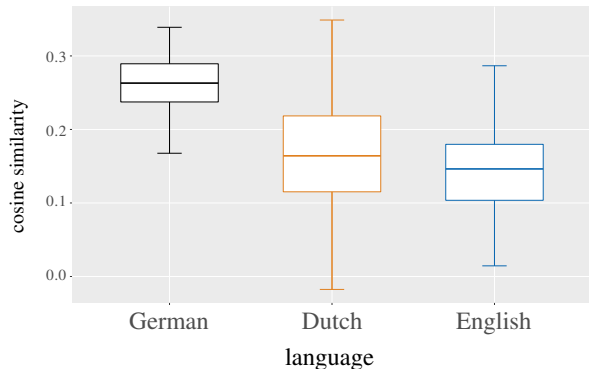 cosine similarity
0.3
0.2
0.1
0.0
German Dutch English
language